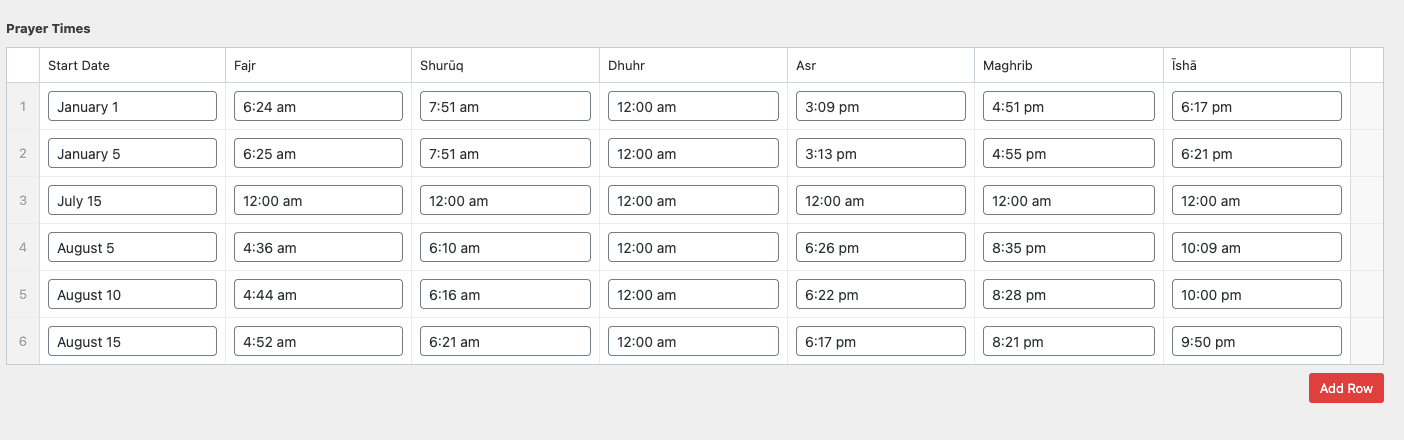 Prayer Times
Start Date Fajr Shurūq Dhuhr Asr Maghrib Īshā
1 January 1 6:24 am 7:51 am 12:00 am 3:09 pm 4:51 pm 6:17 pm
2 January 5 6:25 am 7:51 am 12:00 am 3:13 pm 4:55 pm 6:21 pm
3 July 15 12:00 am 12:00 am 12:00 am 12:00 am 12:00 am 12:00 am
4 August 5 4:36 am 6:10 am 12:00 am 6:26 pm 8:35 pm 10:09 am
5 August 10 4:44 am 6:16 am 12:00 am 6:22 pm 8:28 pm 10:00 pm
6 August 15 4:52 am 6:21 am 12:00 am 6:17 pm 8:21 pm 9:50 pm
Add Row